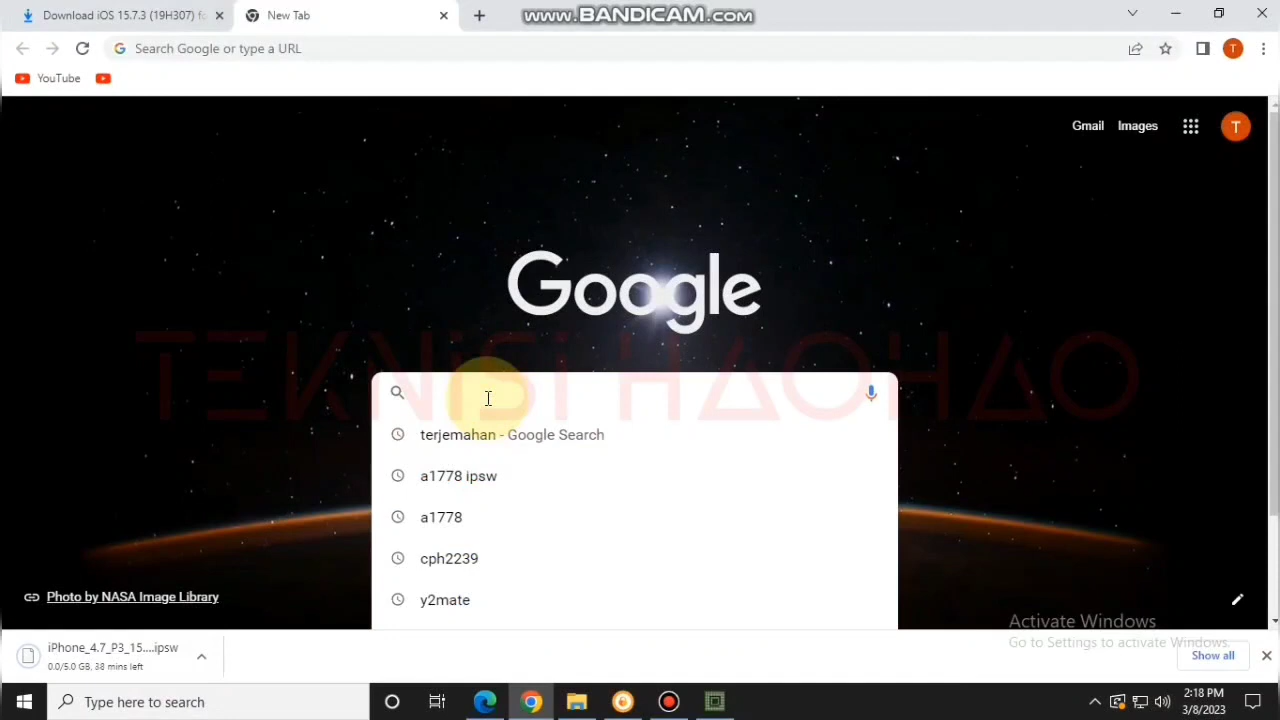 Download iOS 15.7.3 (19H307) fo
New Tab
www.BANDICAM.com
Search Google or type a URL
T
YouTube
Gmail
Images
T
Google
TEKNiSi HAOHAO
terjemahan - Google Search
a1778 ipsw
a1778
cph2239
y2mate
Photo by NASA Image Library
Activate Windows
Go to Settings to activate Windows.
iPhone_4.7_P3_15....ipsw
0.0/5.0 GB, 38 mins left
Show all
Type here to search
2:18 PM
3/8/2023